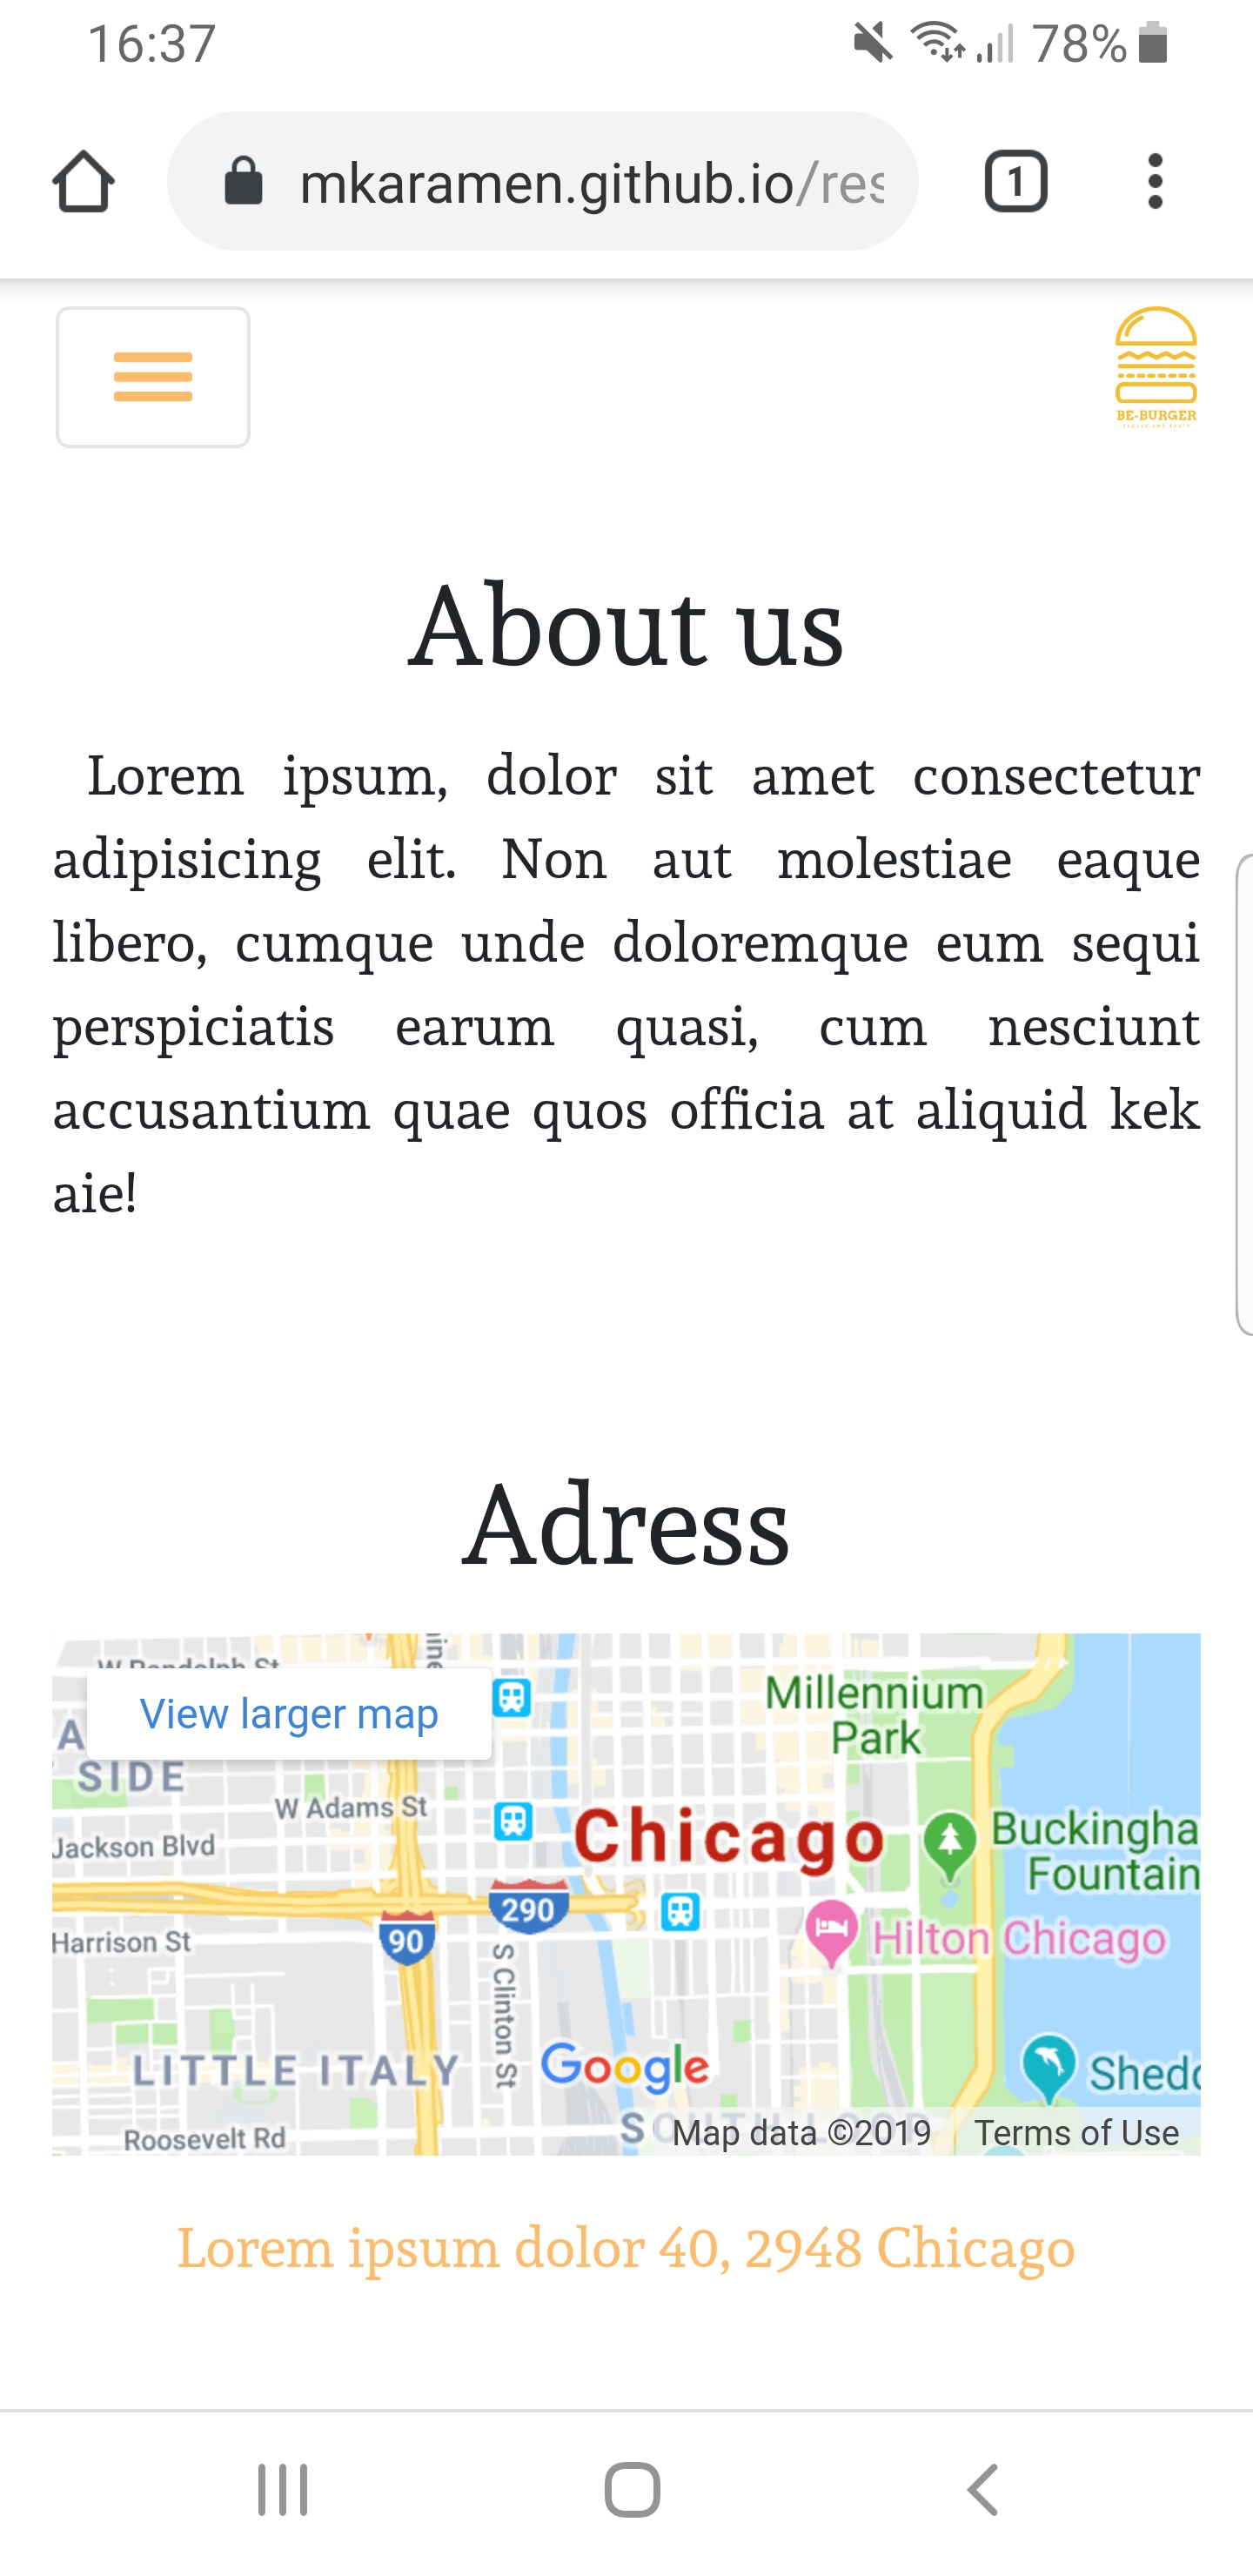 16:37
78%
mkaramen.github.io/res
1
BE-BURGER
About us
Lorem ipsum, dolor sit amet consectetur
adipisicing elit. Non aut molestiae eaque
libero, cumque unde doloremque eum sequi
perspiciatis earum quasi, cum nesciunt
accusantium quae quos officia at aliquid kek
aie!
Adress
View larger map
Millennium
Park
SIDE
W Adams St
Jackson Blvd
Chicago
Buckingha
Fountain
290
90
Harrison St
Hilton Chicago
S Clinton St
LITTLE ITALY
Google
Shedd
Roosevelt Rd
Map data ©2019
Terms of Use
Lorem ipsum dolor 40, 2948 Chicago